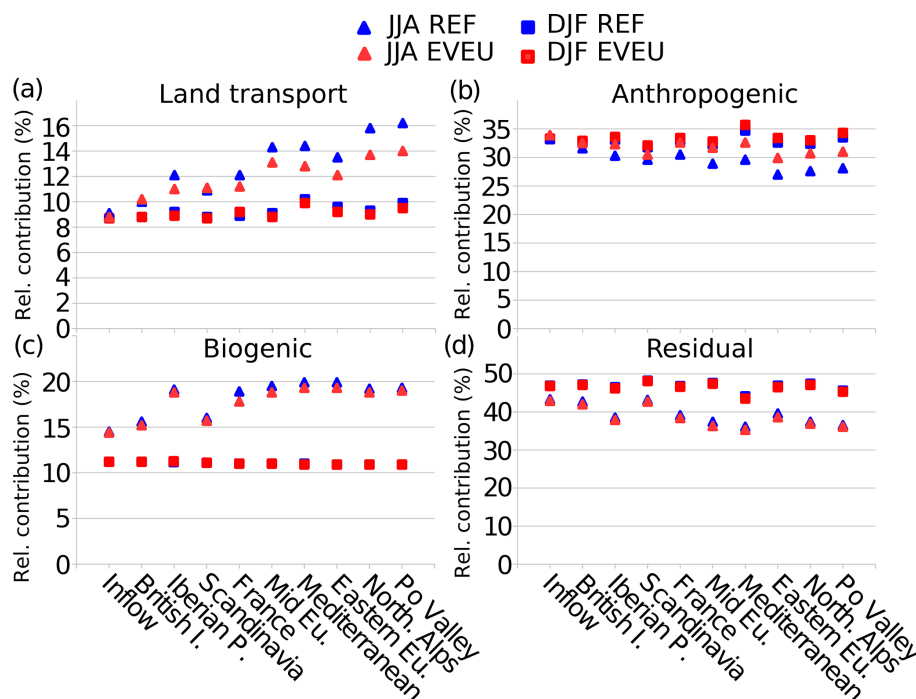 JJA REF DJF REF
JJA EVEU DJF EVEU
(a) Land transport
Rel. contribution (%)
16
14
12
10
8
6
4
2
0
(b) Anthropogenic
Rel. contribution (%)
35
30
25
20
15
10
5
0
(c) Biogenic
Rel. contribution (%)
20
15
10
5
0
Inflow
British I.
Iberian P.
Scandinavia
France
Mid Eu.
Mediterranean
Eastern Eu.
North. Alps
Po Valley
(d) Residual
Rel. contribution (%)
50
40
30
20
10
0
Inflow
British I.
Iberian P.
Scandinavia
France
Mid Eu.
Mediterranean
Eastern Eu.
North. Alps
Po Valley